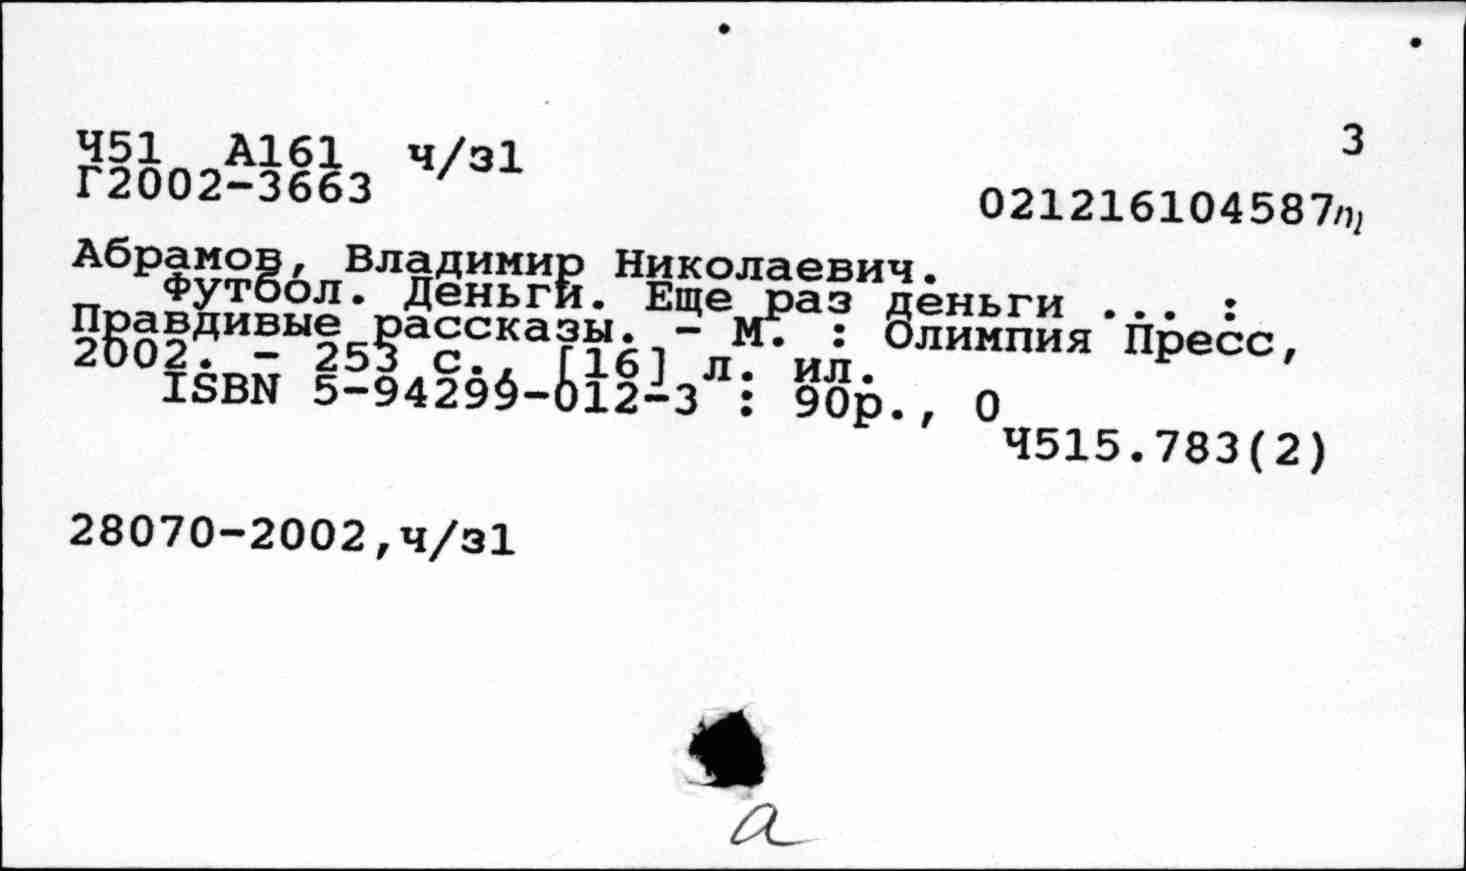 Ч51 А161 ч/з1 3
Г2002-3663
021216104587
Абрамов, Владимир Николаевич.
Футбол. Деньги. Еще раз деньги ... :
Правдивые рассказы. - М. : Олимпия Пресс,
2002. - 253 с., [16] л. ил.
ISBN 5-94299-012-3 : 90р., 0
Ч515.783(2)
28070-2002,ч/з1
а